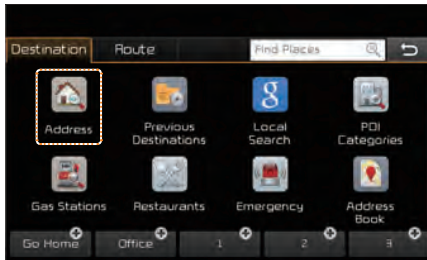 Destination
Route
Find Places
Address
Previous
Destinations
Local
Search
POI
Categories
Gas Stations
Restaurants
Emergency
Address
Book
Go Home
Office
1
2
3